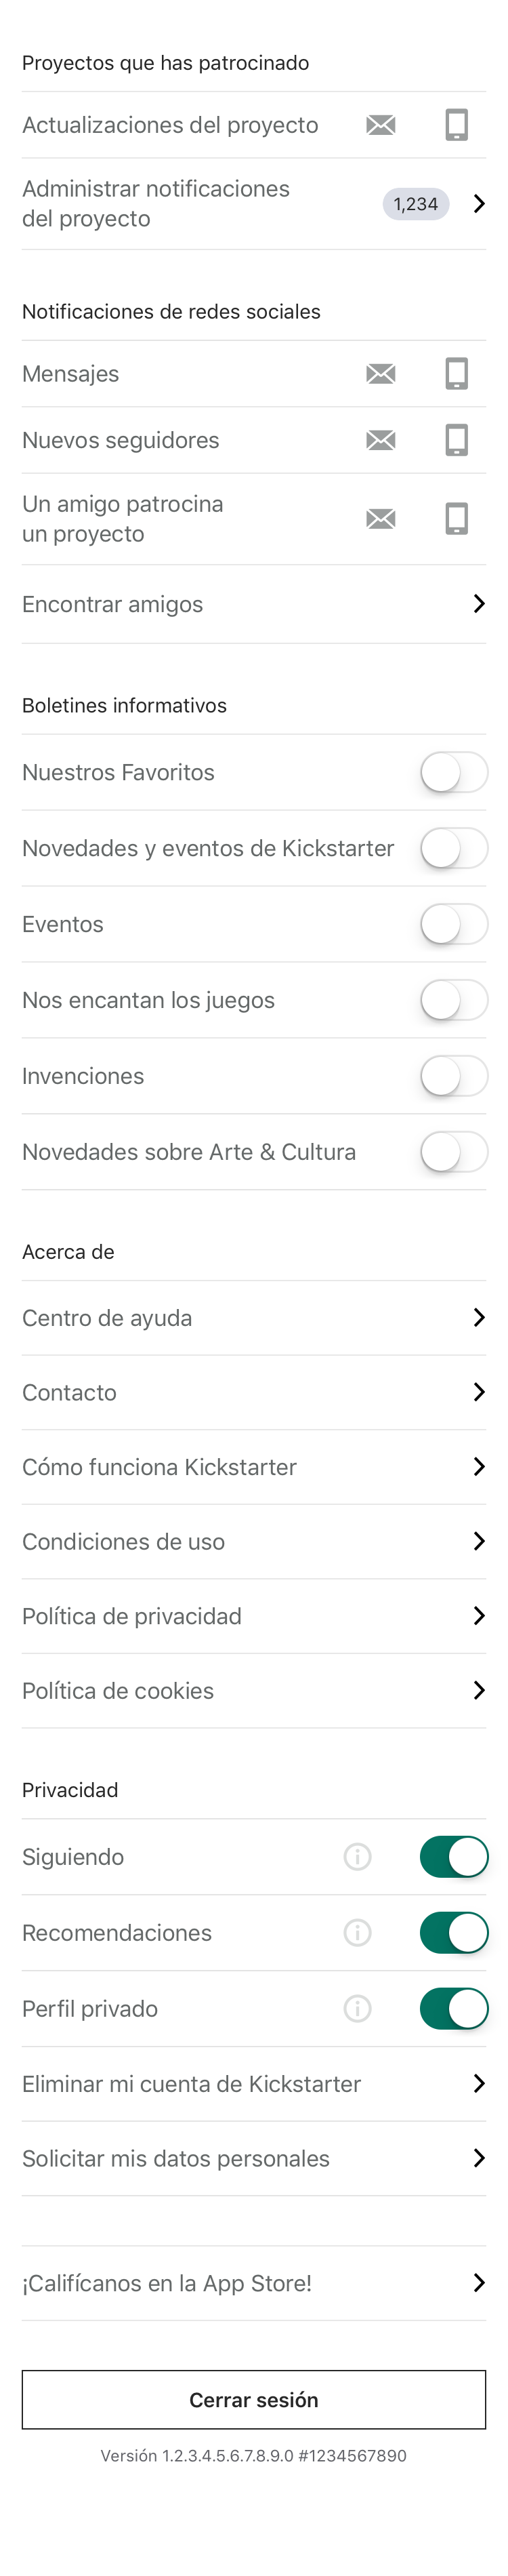 Proyectos que has patrocinado
Actualizaciones del proyecto
Administrar notificaciones
del proyecto
1,234
Notificaciones de redes sociales
Mensajes
Nuevos seguidores
Un amigo patrocina
un proyecto
Encontrar amigos
Boletines informativos
Nuestros Favoritos
Novedades y eventos de Kickstarter
Eventos
Nos encantan los juegos
Invenciones
Novedades sobre Arte & Cultura
Acerca de
Centro de ayuda
Contacto
Cómo funciona Kickstarter
Condiciones de uso
Política de privacidad
Política de cookies
Privacidad
Siguiendo
Recomendaciones
Perfil privado
Eliminar mi cuenta de Kickstarter
Solicitar mis datos personales
¡Califícanos en la App Store!
Cerrar sesión
Versión 1.2.3.4.5.6.7.8.9.0 #1234567890